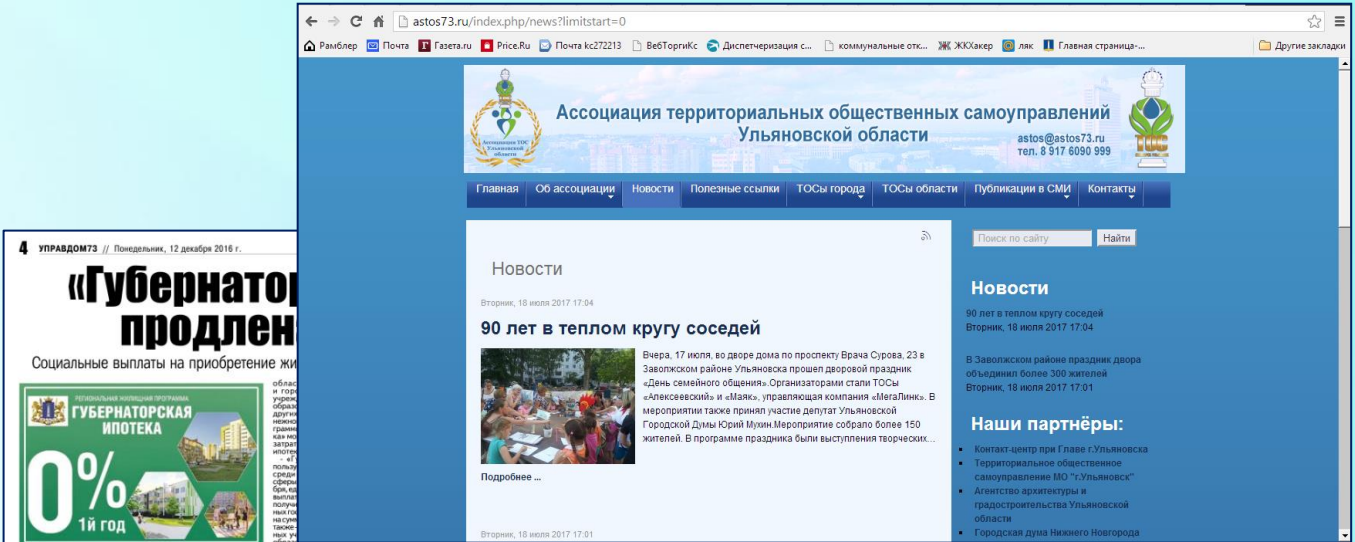 astos73.ru/index.php/news?limitstart=0
Рамблер Почта Газета.ru Price.Ru Почта kc272213 ВебТоргиКс Диспетчеризация с... коммунальные отк... ЖКХакер ляк Главная страница-... Другие закладки
Ассоциация территориальных общественных самоуправлений
Ульяновской области
astos@astos73.ru
тел. 8 917 6090 999
Ассоциация ТОС
Ульяновской
области
ТОС
Главная Об ассоциации Новости Полезные ссылки ТОСы города ТОСы области Публикации в СМИ Контакты
Новости
Вторник, 18 июля 2017 17:04
90 лет в теплом кругу соседей
Вчера, 17 июля, во дворе дома по проспекту Врача Сурова, 23 в
Заволжском районе Ульяновска прошел дворовой праздник
«День семейного общения».Организаторами стали ТОСы
«Алексеевский» и «Маяк», управляющая компания «МегаЛинк». В
мероприятии также принял участие депутат Ульяновской
Городской Думы Юрий Мухин.Мероприятие собрало более 150
жителей. В программе праздника были выступления творческих...
Подробнее ...
Вторник, 18 июля 2017 17:01
Поиск по сайту Найти
Новости
90 лет в теплом кругу соседей
Вторник, 18 июля 2017 17:04
В Заволжском районе праздник двора
объединил более 300 жителей
Вторник, 18 июля 2017 17:01
Наши партнёры:
Контакт-центр при Главе г.Ульяновска
Территориальное общественное
самоуправление МО "г.Ульяновск"
Агентство архитектуры и
градостроительства Ульяновской
области
Городская дума Нижнего Новгорода
4 УПРАВДОМ73 // Понедельник, 12 декабря 2016 г.
«Губернато
продлен
Социальные выплаты на приобретение жи
РЕГИОНАЛЬНАЯ ЖИЛИЩНАЯ ПРОГРАММА
ГУБЕРНАТОРСКАЯ
ИПОТЕКА
0%
1й год